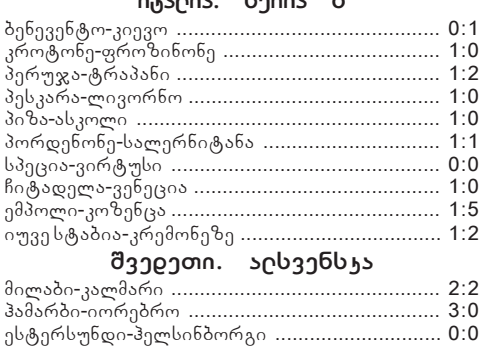 ბენევენტო-კიევო ............................................ 0:1
კროტონე-ფროზინონე ..................................... 1:0
პერუჯა-ტრაპანი ............................................ 1:2
პესკარა-ლივორნო ......................................... 1:0
პიზა-ასკოლი ................................................. 1:0
პორდენონე-სალერნიტანა .............................. 1:1
სპეცია-ვირტუსი ............................................ 0:0
ჩიტადელა-ვენეცია ........................................ 1:0
ემპოლი-კოზენცა ............................................ 1:5
იუვე სტაბია-კრემონეზე ................................. 1:2
შვედეთი. ალსვენსკა
მილაბი-კალმარი ............................................ 2:2
ჰამარბი-იორებრო .......................................... 3:0
ესტერსუნდი-ჰელსინბორგი ............................ 0:0